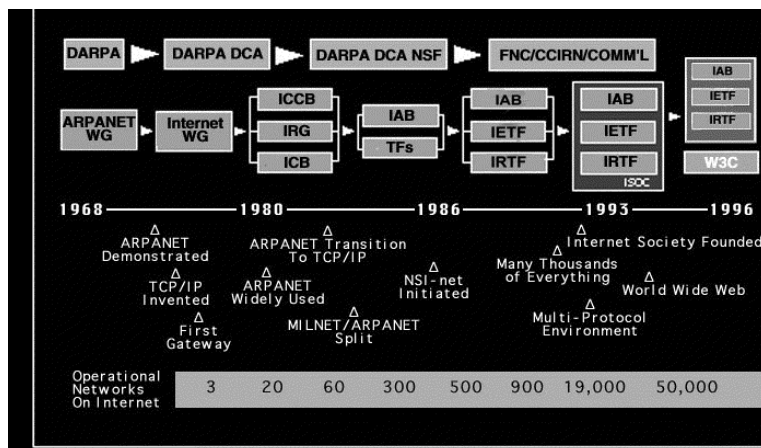 DARPA
DARPA DCA
DARPA DCA NSF
FNC/CCIRN/COMM'L
ARPANET
WG
Internet
WG
ICCB
IRG
ICB
IAB
TFs
IAB
IETF
IRTF
IAB
IETF
IRTF
ISOC
IAB
IETF
IRTF
W3C
1968
1980
1986
1993
1996
ARPANET
Demonstrated
TCP/IP
Invented
First
Gateway
ARPANET
Widely Used
ARPANET Transition
To TCP/IP
MILNET/ARPANET
Split
NSI-net
Initiated
Many Thousands
of Everything
Internet Society Founded
Multi-Protocol
Environment
World Wide Web
Operational
Networks
On Internet
3 20 60 300 500 900 19,000 50,000